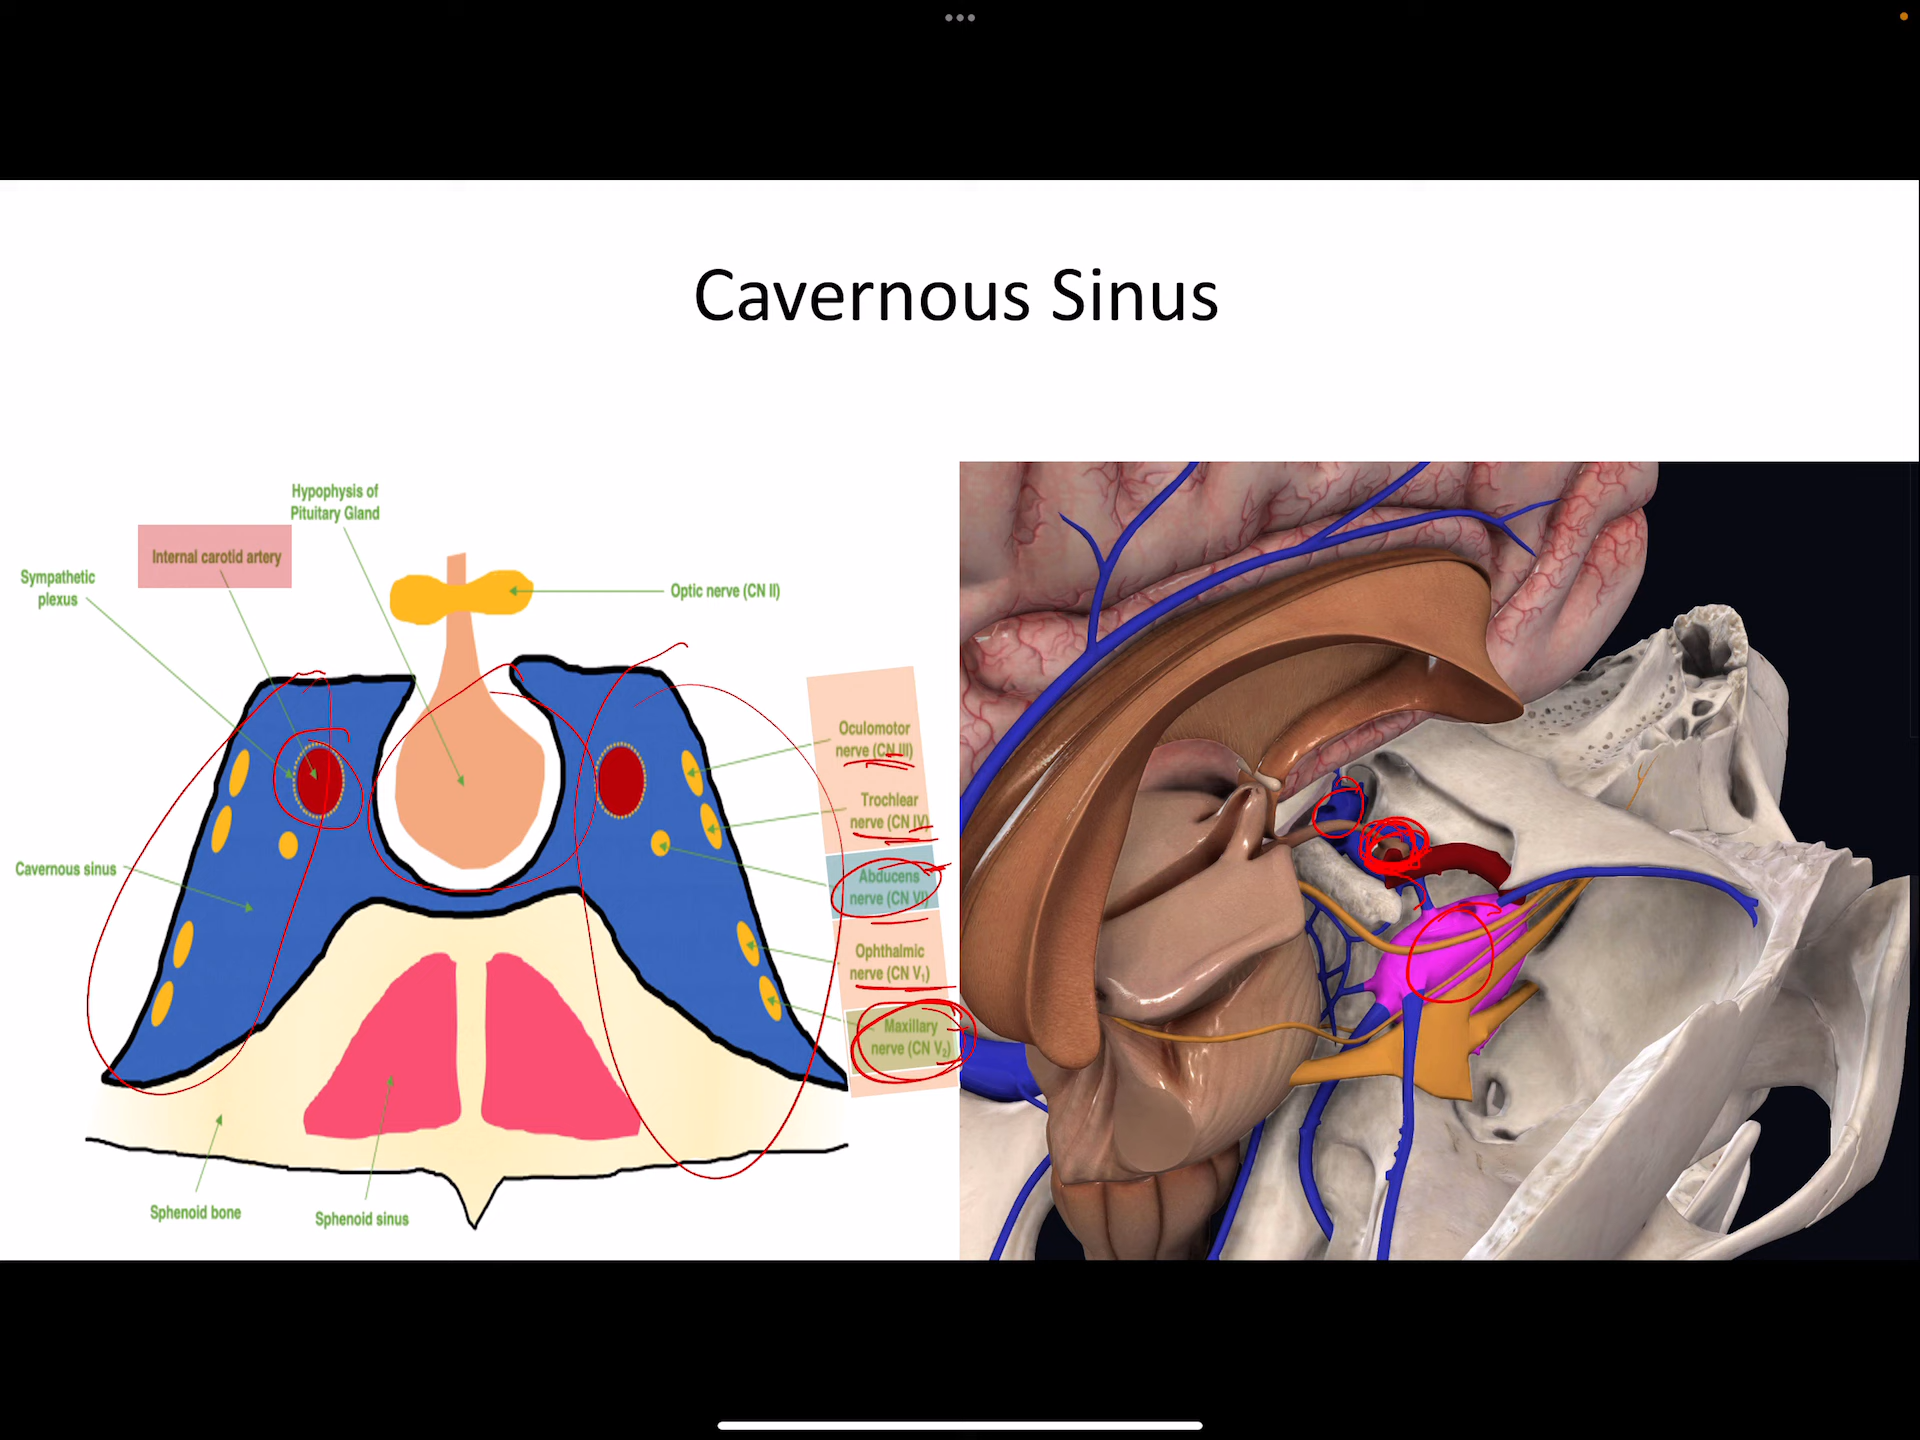 Cavernous Sinus
Hypophysis of
Pituitary Gland
Internal carotid artery
Sympathetic
plexus
Optic nerve (CN II)
Oculomotor
nerve (CN III)
Trochlear
nerve (CN IV)
Cavernous sinus
Abducens
nerve (CN VI)
Ophthalmic
nerve (CN V₁)
Maxillary
nerve (CN V₂)
Sphenoid bone
Sphenoid sinus